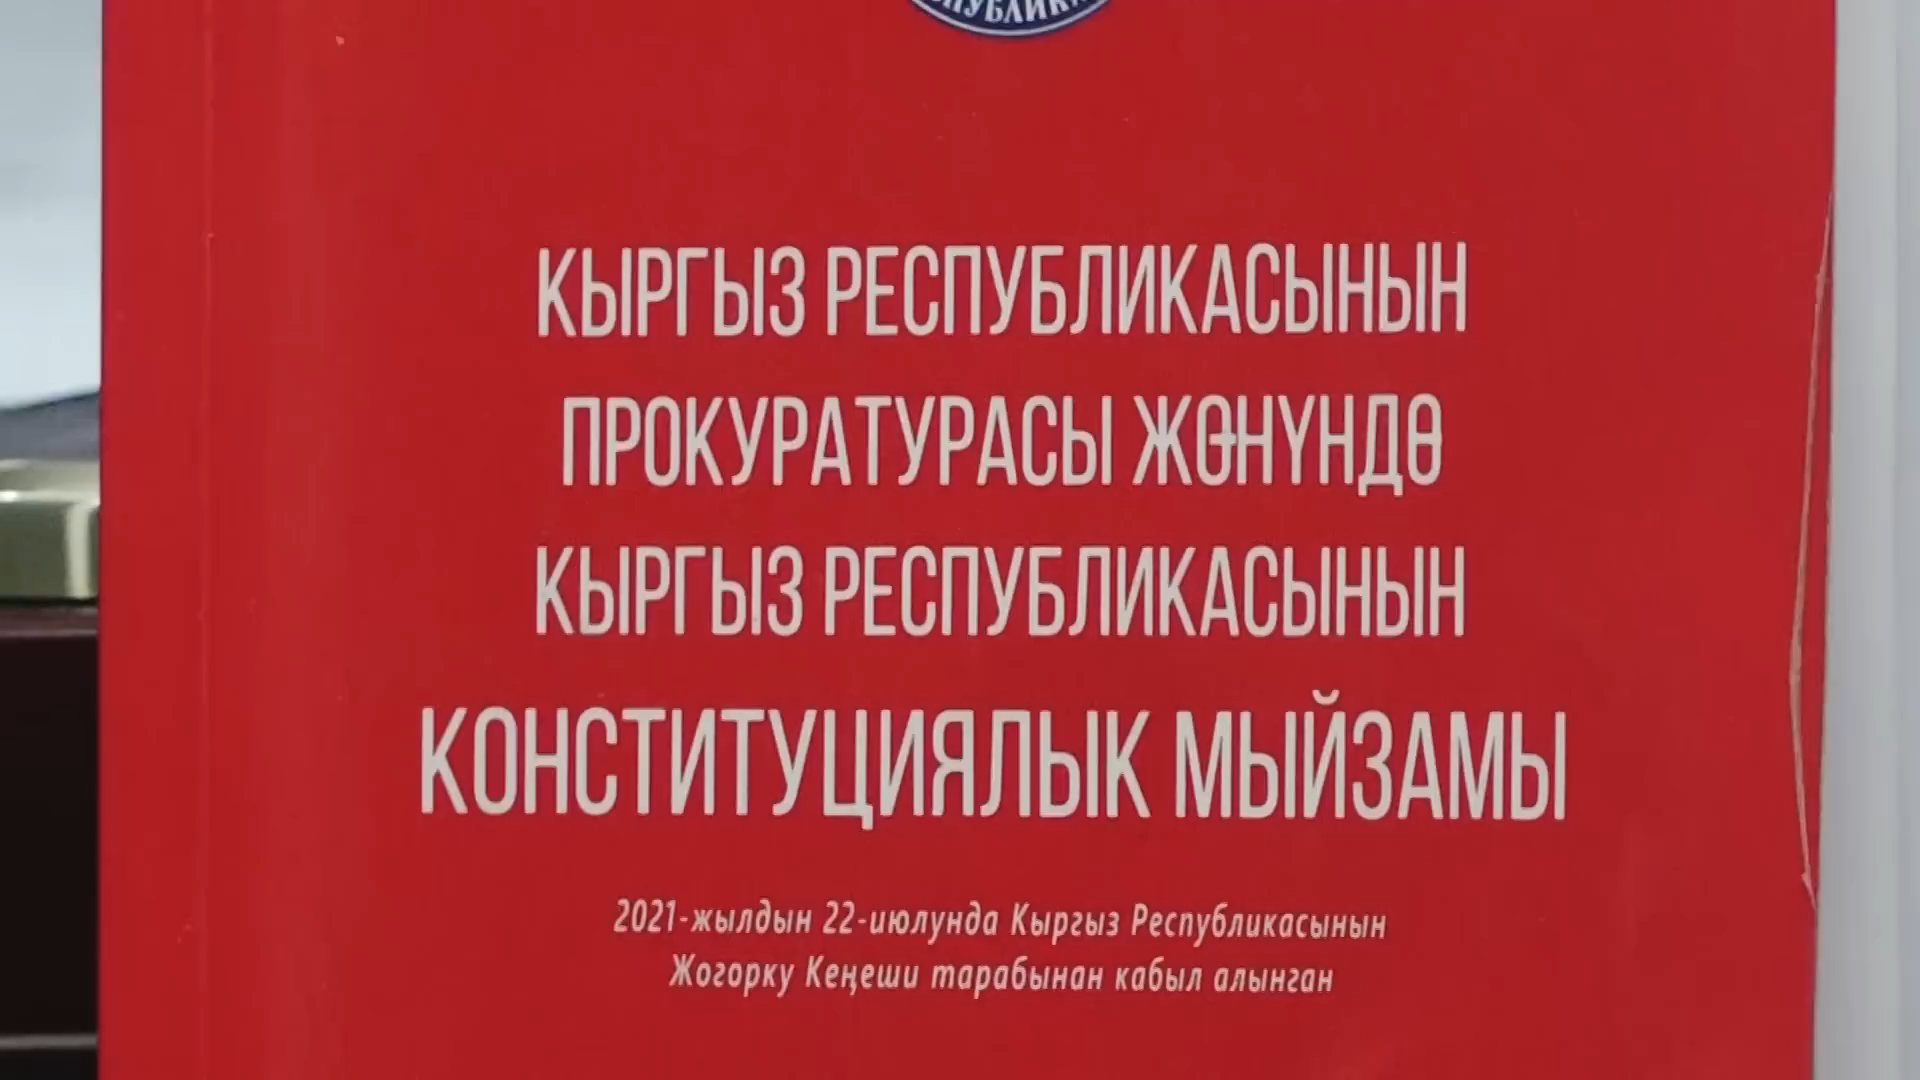 КЫРГЫЗ РЕСПУБЛИКАСЫНЫН
ПРОКУРАТУРАСЫ ЖӨНҮНДӨ
КЫРГЫЗ РЕСПУБЛИКАСЫНЫН
КОНСТИТУЦИЯЛЫК МЫЙЗАМЫ
2021-жылдын 22-июлунда Кыргыз Республикасынын
Жогорку Кеңеши тарабынан кабыл алынган